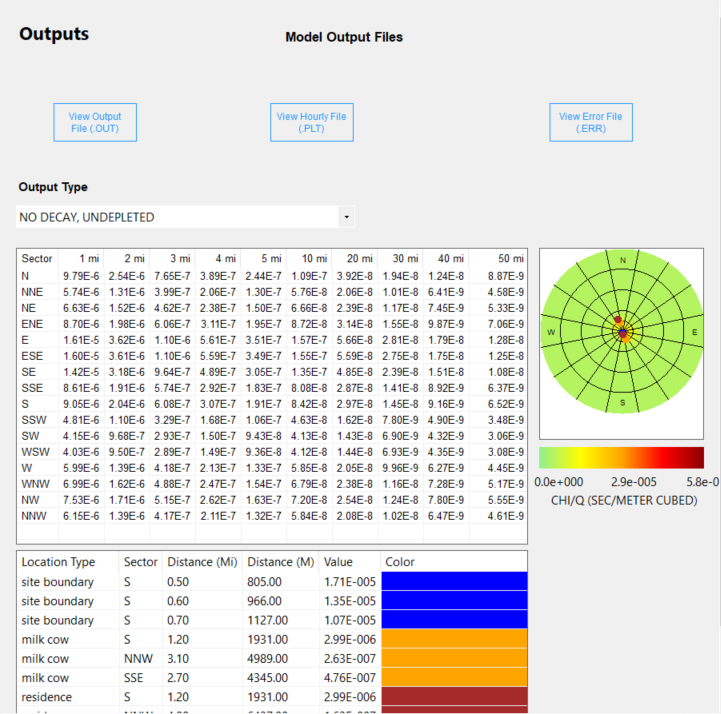 Outputs
Model Output Files
View Output
File (.OUT)
View Hourly File
(.PLT)
View Error File
(.ERR)
Output Type
NO DECAY, UNDEPLETED
Sector 1 mi 2 mi 3 mi 4 mi 5 mi 10 mi 20 mi 30 mi 40 mi 50 mi
N 9.79E-6 2.54E-6 7.65E-7 3.89E-7 2.44E-7 1.09E-7 3.92E-8 1.94E-8 1.24E-8 8.87E-9
NNE 5.74E-6 1.31E-6 3.99E-7 2.06E-7 1.30E-7 5.76E-8 2.06E-8 1.01E-8 6.41E-9 4.58E-9
NE 6.63E-6 1.52E-6 4.62E-7 2.38E-7 1.50E-7 6.66E-8 2.39E-8 1.17E-8 7.45E-9 5.33E-9
ENE 8.70E-6 1.98E-6 6.06E-7 3.11E-7 1.95E-7 8.72E-8 3.14E-8 1.55E-8 9.87E-9 7.06E-9
E 1.61E-5 3.62E-6 1.10E-6 5.61E-7 3.51E-7 1.57E-7 5.66E-8 2.81E-8 1.79E-8 1.28E-8
ESE 1.60E-5 3.61E-6 1.10E-6 5.59E-7 3.49E-7 1.55E-7 5.59E-8 2.75E-8 1.75E-8 1.25E-8
SE 1.42E-5 3.18E-6 9.64E-7 4.89E-7 3.05E-7 1.35E-7 4.85E-8 2.39E-8 1.51E-8 1.08E-8
SSE 8.61E-6 1.91E-6 5.74E-7 2.92E-7 1.83E-7 8.08E-8 2.87E-8 1.41E-8 8.92E-9 6.37E-9
S 9.05E-6 2.04E-6 6.08E-7 3.07E-7 1.91E-7 8.42E-8 2.97E-8 1.45E-8 9.16E-9 6.52E-9
SSW 4.81E-6 1.10E-6 3.29E-7 1.68E-7 1.06E-7 4.63E-8 1.62E-8 7.80E-9 4.90E-9 3.48E-9
SW 4.15E-6 9.68E-7 2.93E-7 1.50E-7 9.43E-8 4.13E-8 1.43E-8 6.90E-9 4.32E-9 3.06E-9
WSW 4.03E-6 9.50E-7 2.89E-7 1.49E-7 9.36E-8 4.12E-8 1.44E-8 6.93E-9 4.35E-9 3.08E-9
W 5.99E-6 1.39E-6 4.18E-7 2.13E-7 1.33E-7 5.85E-8 2.05E-8 9.96E-9 6.27E-9 4.45E-9
WNW 6.99E-6 1.62E-6 4.88E-7 2.47E-7 1.54E-7 6.79E-8 2.38E-8 1.16E-8 7.28E-9 5.17E-9
NW 7.53E-6 1.71E-6 5.15E-7 2.62E-7 1.63E-7 7.20E-8 2.54E-8 1.24E-8 7.80E-9 5.55E-9
NNW 6.15E-6 1.39E-6 4.17E-7 2.11E-7 1.32E-7 5.84E-8 2.08E-8 1.02E-8 6.47E-9 4.61E-9
N
W E
S
0.0e+000 2.9e-005 5.8e-0
CHI/Q (SEC/METER CUBED)
Location Type Sector Distance (Mi) Distance (M) Value Color
site boundary S 0.50 805.00 1.71E-005
site boundary S 0.60 966.00 1.35E-005
site boundary S 0.70 1127.00 1.07E-005
milk cow S 1.20 1931.00 2.99E-006
milk cow NNW 3.10 4989.00 2.63E-007
milk cow SSE 2.70 4345.00 4.76E-007
residence S 1.20 1931.00 2.99E-006